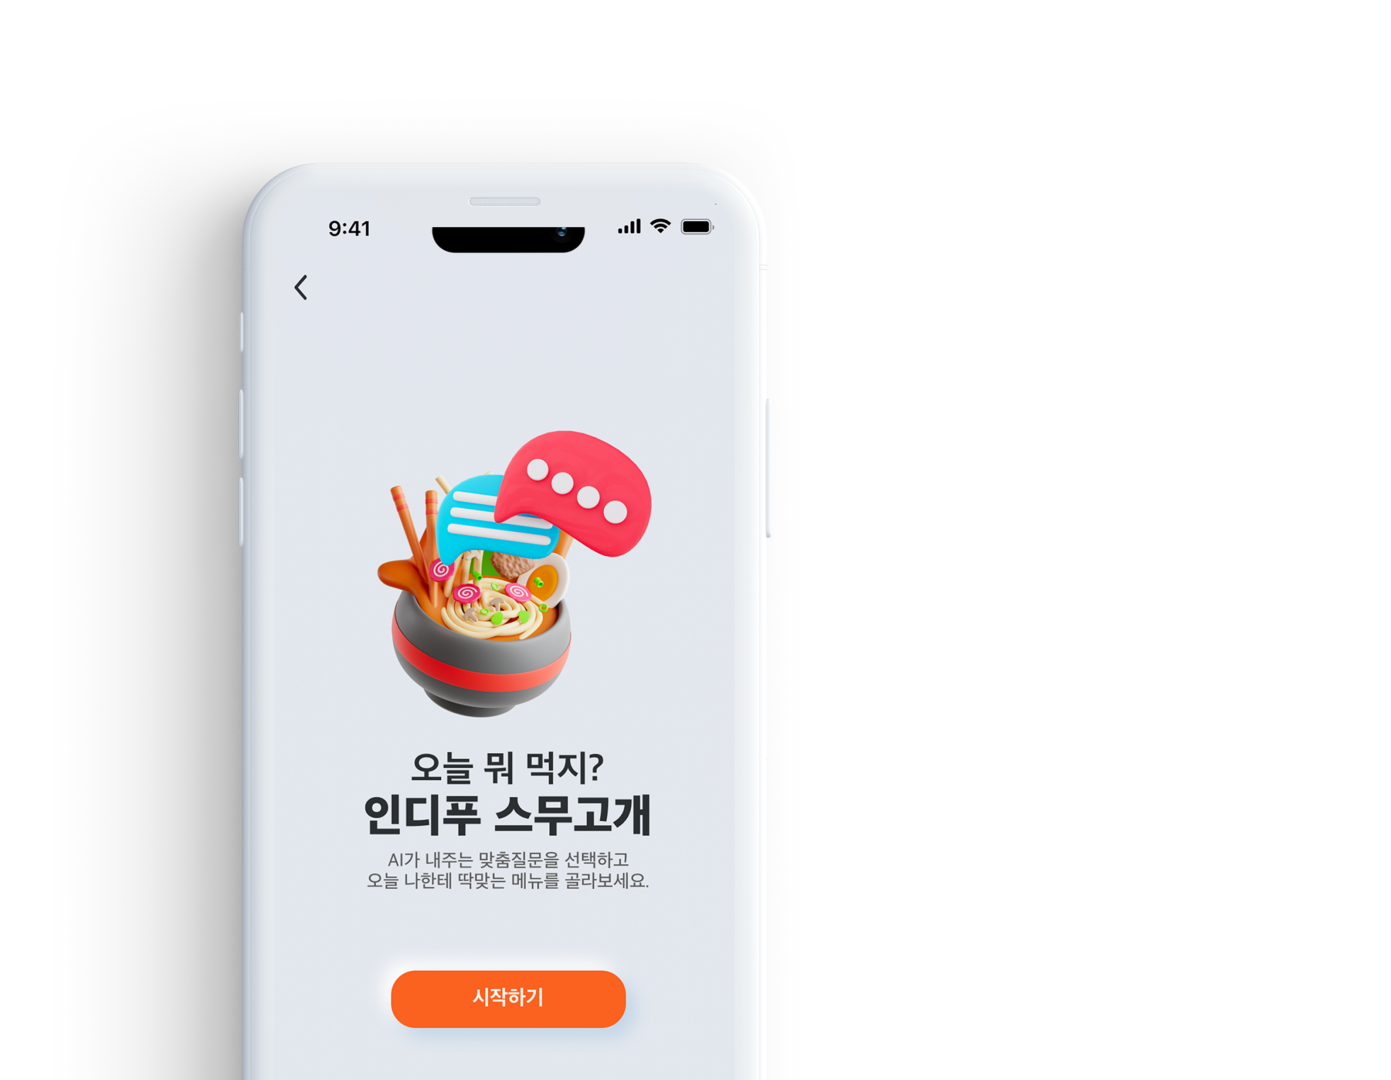 9:41
오늘 뭐 먹지?
인디푸 스무고개
AI가 내주는 맞춤질문을 선택하고
오늘 나한테 딱맞는 메뉴를 골라보세요.
시작하기